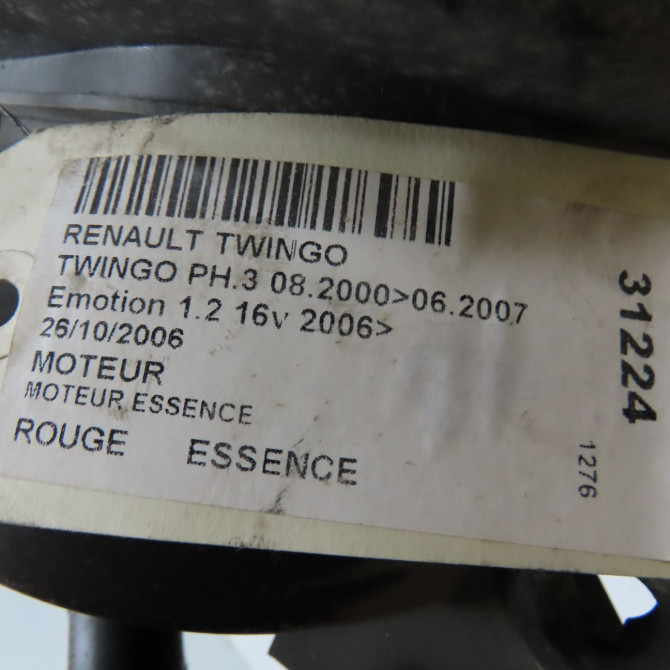 RENAULT TWINGO
TWINGO PH.3 08.2000>06.2007
Emotion 1.2 16v 2006>
26/10/2006
MOTEUR
MOTEUR ESSENCE
ROUGE ESSENCE
31224
1276